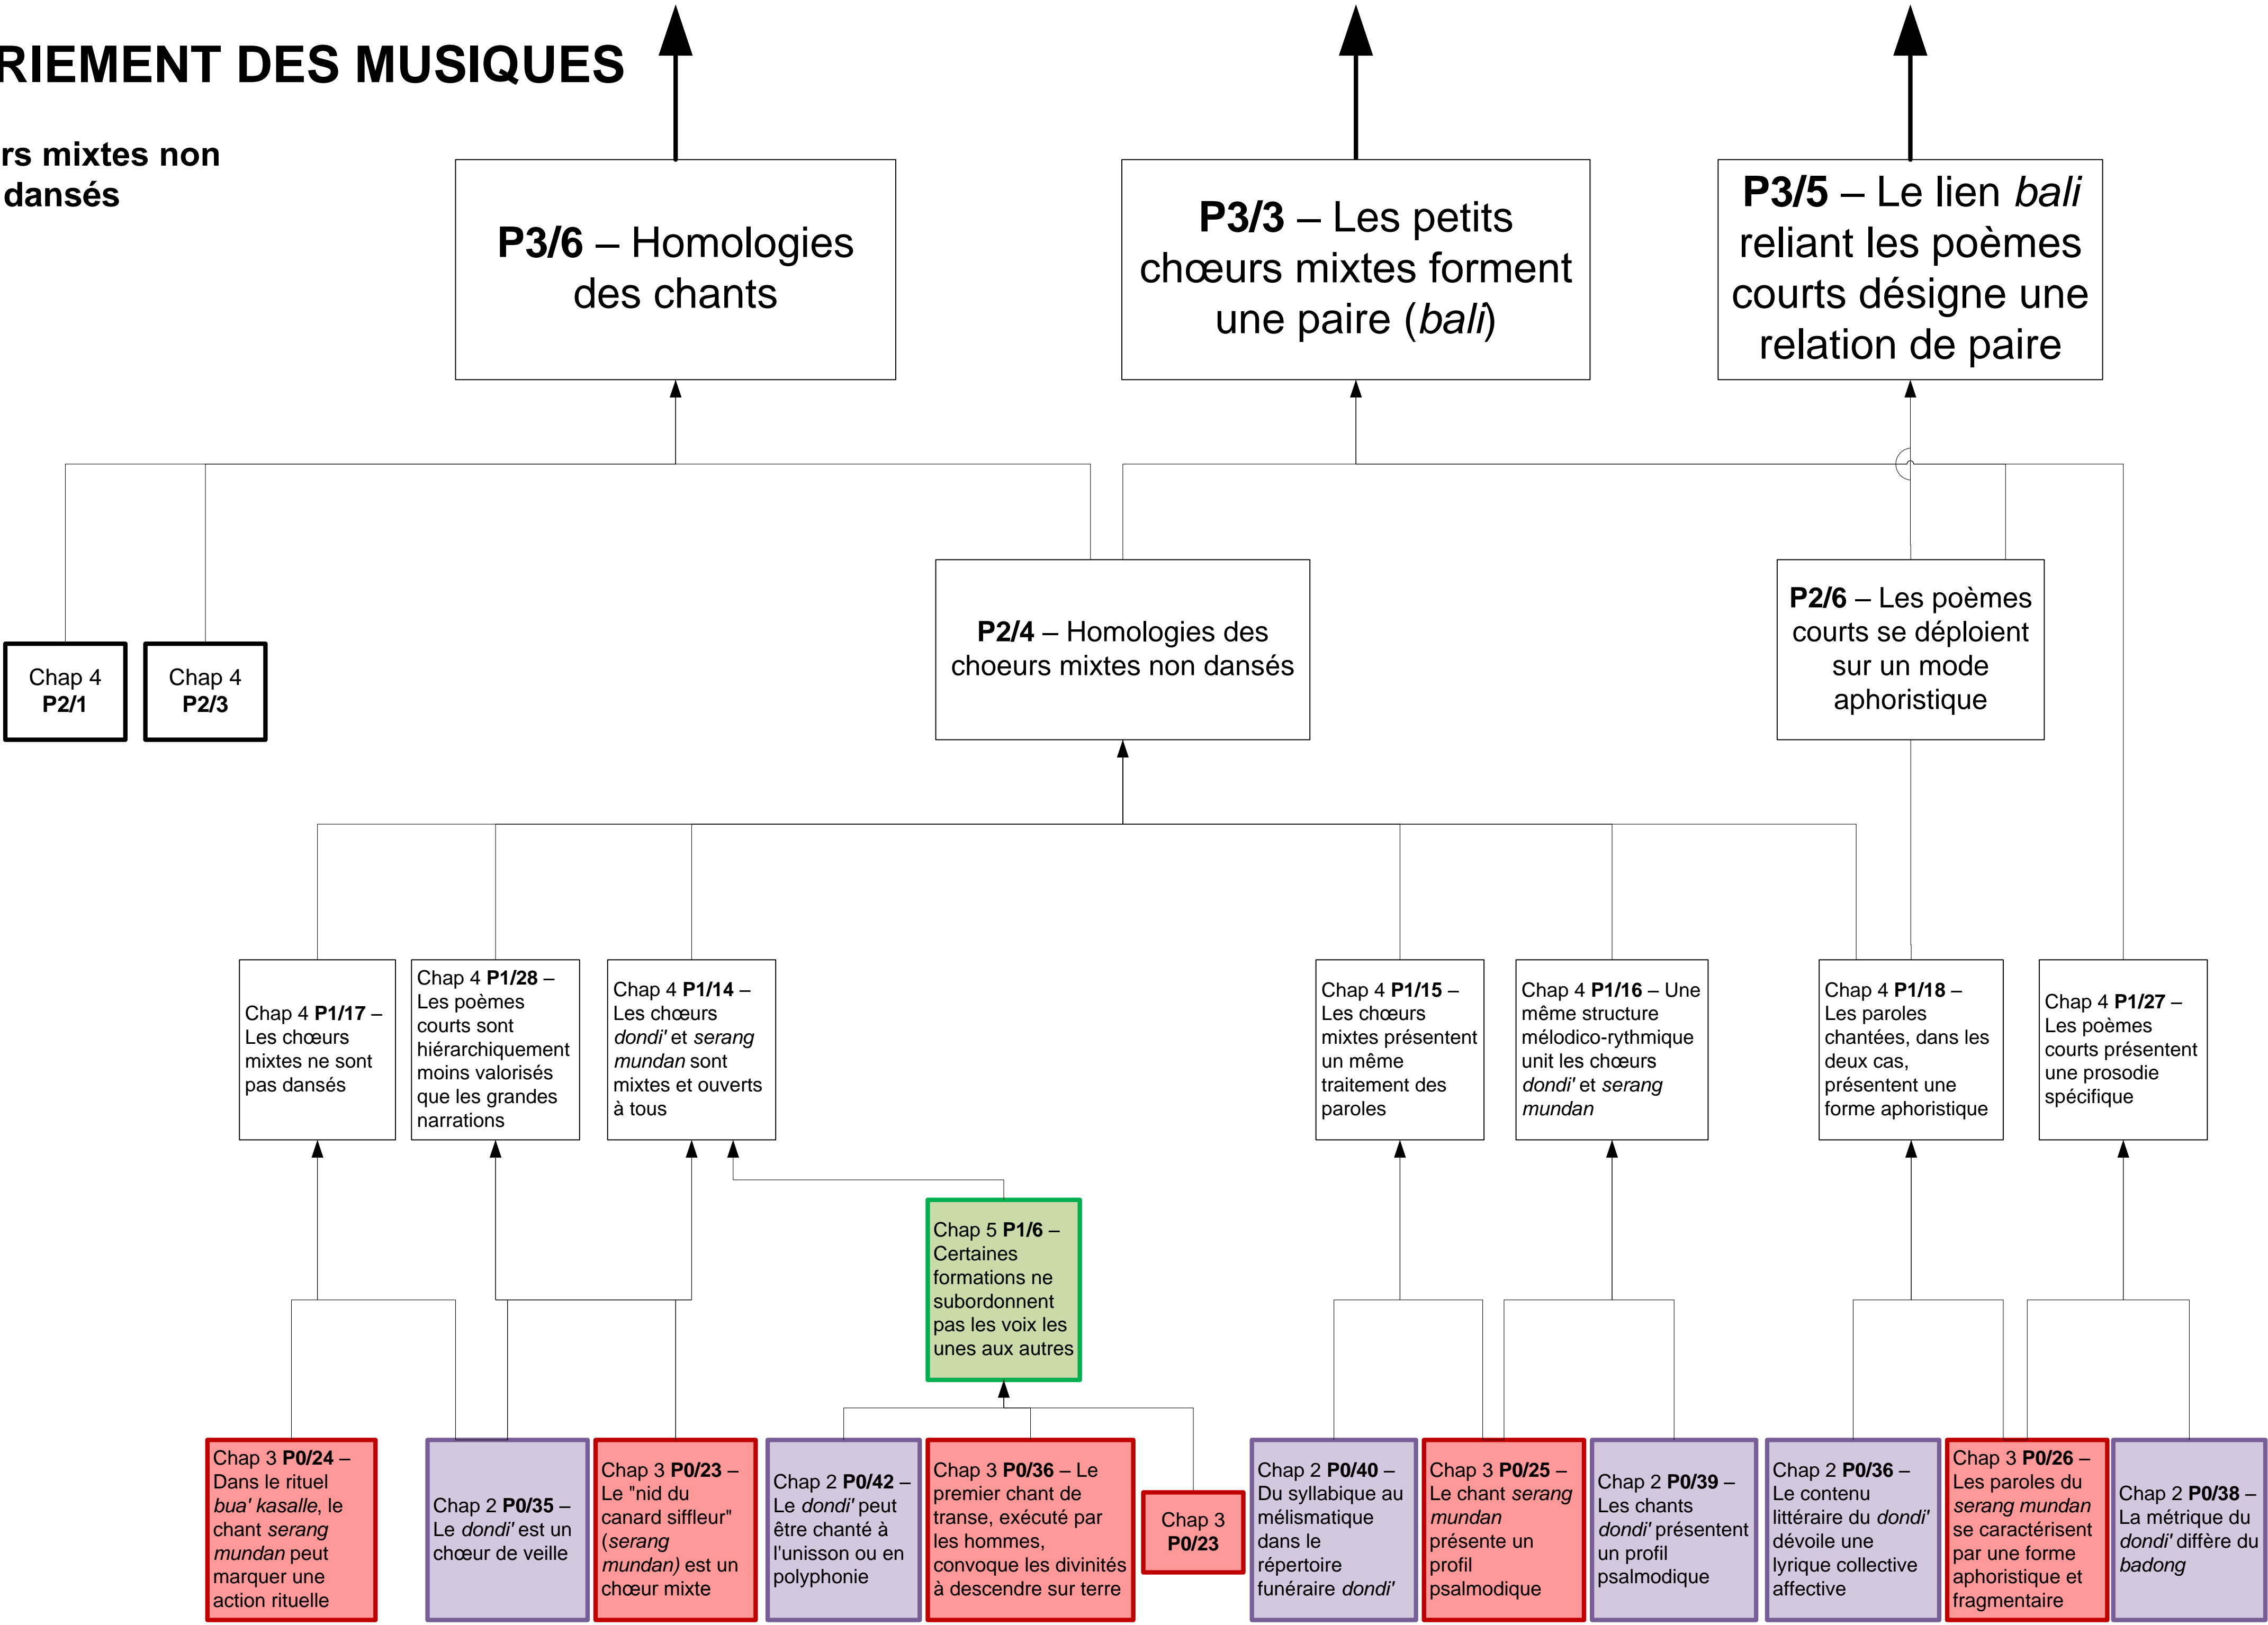 RIEMENT DES MUSIQUES
rs mixtes non
dansés
P3/6 – Homologies
des chants
P3/3 – Les petits
chœurs mixtes forment
une paire (bali)
P3/5 – Le lien bali
reliant les poèmes
courts désigne une
relation de paire
Chap 4
P2/1
Chap 4
P2/3
P2/4 – Homologies des
choeurs mixtes non dansés
P2/6 – Les poèmes
courts se déploient
sur un mode
aphoristique
Chap 4 P1/17 –
Les chœurs
mixtes ne sont
pas dansés
Chap 4 P1/28 –
Les poèmes
courts sont
hiérarchiquement
moins valorisés
que les grandes
narrations
Chap 4 P1/14 –
Les chœurs
dondi' et serang
mundan sont
mixtes et ouverts
à tous
Chap 4 P1/15 –
Les chœurs
mixtes présentent
un même
traitement des
paroles
Chap 4 P1/16 – Une
même structure
mélodico-rythmique
unit les chœurs
dondi' et serang
mundan
Chap 4 P1/18 –
Les paroles
chantées, dans les
deux cas,
présentent une
forme aphoristique
Chap 4 P1/27 –
Les poèmes
courts présentent
une prosodie
spécifique
Chap 5 P1/6 –
Certaines
formations ne
subordonnent
pas les voix les
unes aux autres
Chap 3 P0/24 –
Dans le rituel
bua' kasalle, le
chant serang
mundan peut
marquer une
action rituelle
Chap 2 P0/35 –
Le dondi' est un
chœur de veille
Chap 3 P0/23 –
Le "nid du
canard siffleur"
(serang
mundan) est un
chœur mixte
Chap 2 P0/42 –
Le dondi' peut
être chanté à
l'unisson ou en
polyphonie
Chap 3 P0/36 – Le
premier chant de
transe, exécuté par
les hommes,
convoque les divinités
à descendre sur terre
Chap 3
P0/23
Chap 2 P0/40 –
Du syllabique au
mélismatique
dans le
répertoire
funéraire dondi'
Chap 3 P0/25 –
Le chant serang
mundan
présente un
profil
psalmodique
Chap 2 P0/39 –
Les chants
dondi' présentent
un profil
psalmodique
Chap 2 P0/36 –
Le contenu
littéraire du dondi'
dévoile une
lyrique collective
affective
Chap 3 P0/26 –
Les paroles du
serang mundan
se caractérisent
par une forme
aphoristique et
fragmentaire
Chap 2 P0/38 –
La métrique du
dondi' diffère du
badong